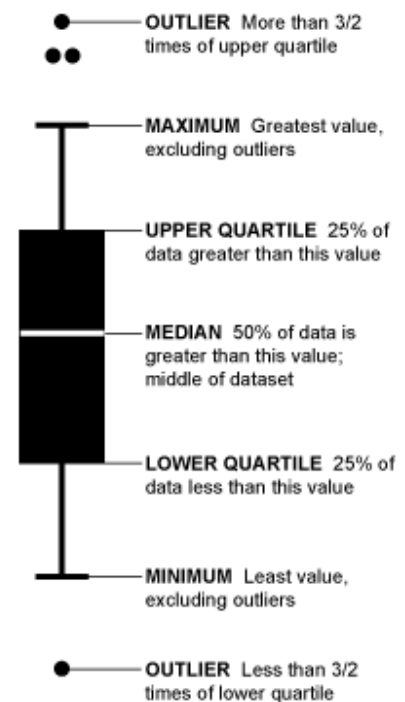 OUTLIER More than 3/2
times of upper quartile
MAXIMUM Greatest value,
excluding outliers
UPPER QUARTILE 25% of
data greater than this value
MEDIAN 50% of data is
greater than this value;
middle of dataset
LOWER QUARTILE 25% of
data less than this value
MINIMUM Least value,
excluding outliers
OUTLIER Less than 3/2
times of lower quartile